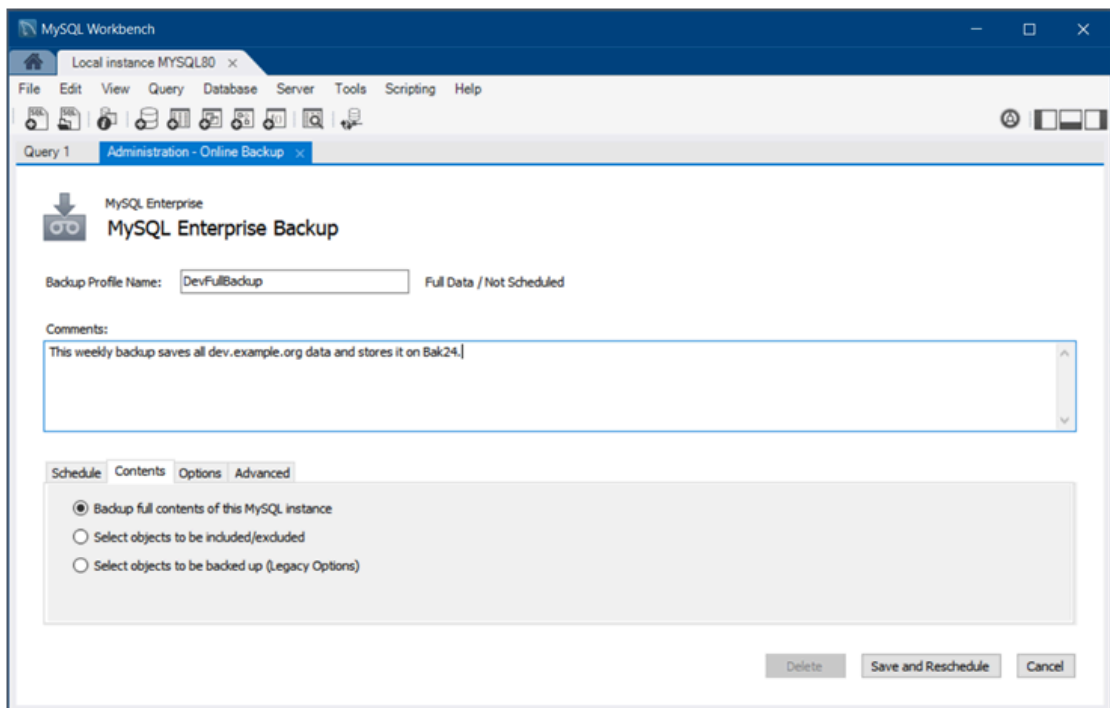 MySQL Workbench
Local instance MYSQL80
File Edit View Query Database Server Tools Scripting Help
Query 1 Administration - Online Backup
MySQL Enterprise
MySQL Enterprise Backup
Backup Profile Name: DevFullBackup Full Data / Not Scheduled
Comments:
This weekly backup saves all dev.example.org data and stores it on Bak24.
Schedule Contents Options Advanced
Backup full contents of this MySQL instance
Select objects to be included/excluded
Select objects to be backed up (Legacy Options)
Delete Save and Reschedule Cancel